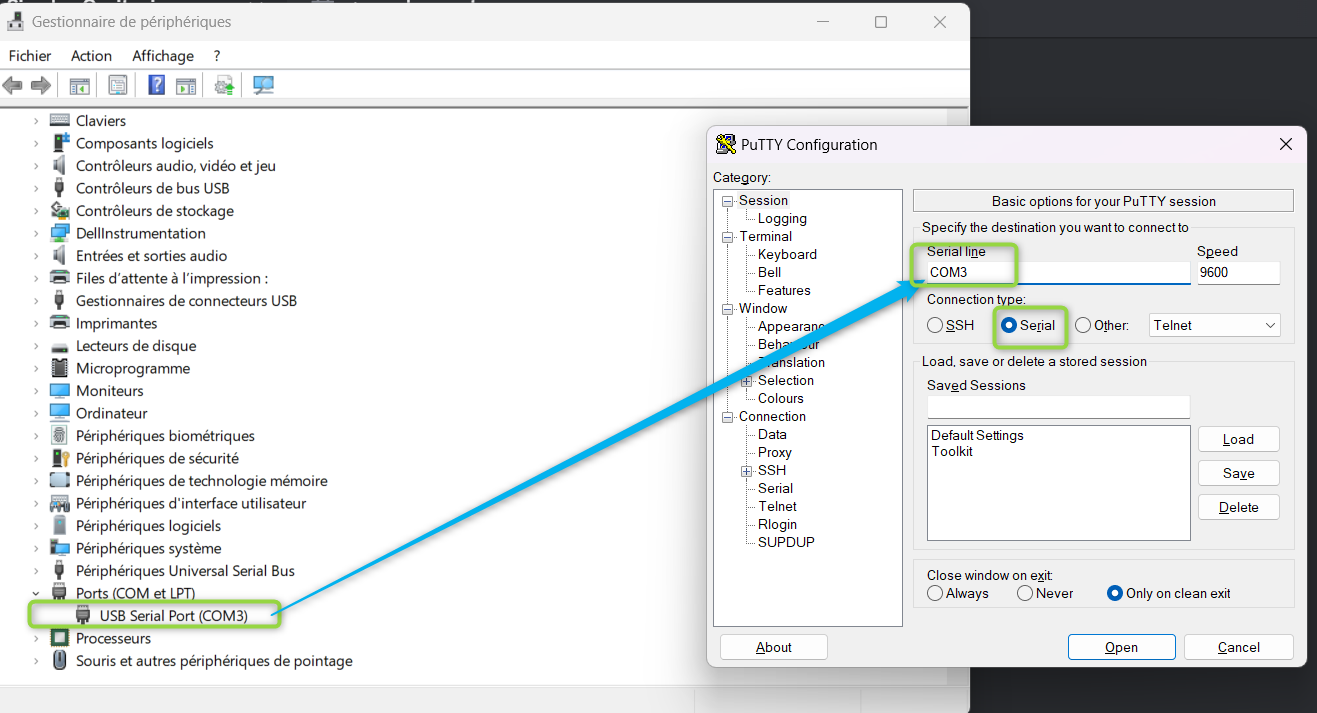 Gestionnaire de périphériques
Fichier Action Affichage ?
Claviers
Composants logiciels
Contrôleurs audio, vidéo et jeu
Contrôleurs de bus USB
Contrôleurs de stockage
DellInstrumentation
Entrées et sorties audio
Files d'attente à l'impression :
Gestionnaires de connecteurs USB
Imprimantes
Lecteurs de disque
Microprogramme
Moniteurs
Ordinateur
Périphériques biométriques
Périphériques de sécurité
Périphériques de technologie mémoire
Périphériques d'interface utilisateur
Périphériques logiciels
Périphériques système
Périphériques Universal Serial Bus
Ports (COM et LPT)
USB Serial Port (COM3)
Processeurs
Souris et autres périphériques de pointage
PuTTY Configuration
Category:
Session
Logging
Terminal
Keyboard
Bell
Features
Window
Appearance
Behaviour
Translation
Selection
Colours
Connection
Data
Proxy
SSH
Serial
Telnet
Rlogin
SUPDUP
Basic options for your PuTTY session
Specify the destination you want to connect to
Serial line Speed
COM3 9600
Connection type:
SSH Serial Other: Telnet
Load, save or delete a stored session
Saved Sessions
Default Settings
Toolkit
Load
Save
Delete
Close window on exit:
Always Never Only on clean exit
About Open Cancel